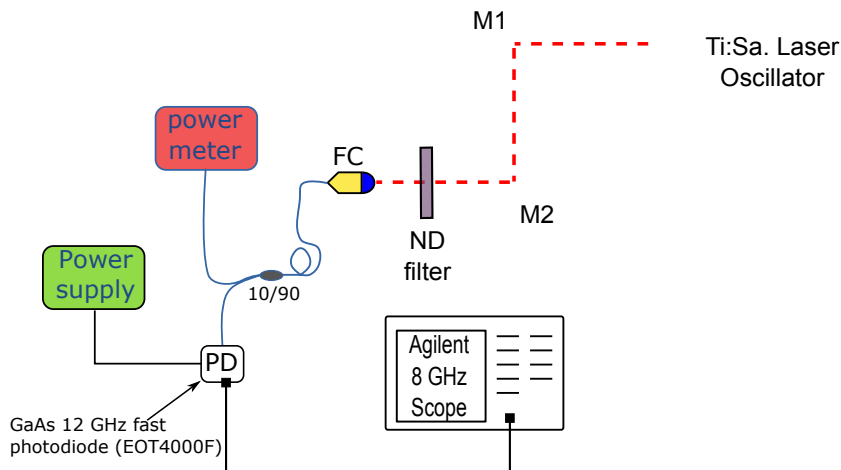 M1
Ti:Sa. Laser
Oscillator
power
meter
FC
M2
ND
filter
Power
supply
10/90
PD
Agilent
8 GHz
Scope
GaAs 12 GHz fast
photodiode (EOT4000F)